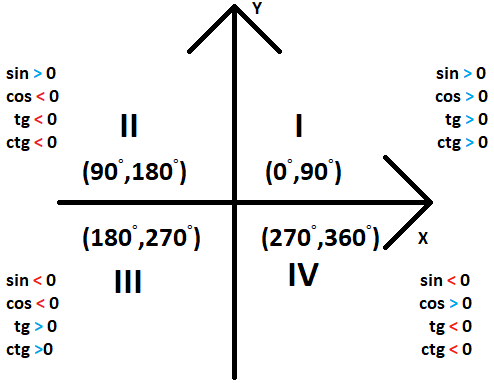 Y
sin > 0
cos < 0
tg < 0
ctg < 0
II
(90°,180°)
I
(0°,90°)
sin > 0
cos > 0
tg > 0
ctg > 0
X
(180°,270°)
III
(270°,360°)
IV
sin < 0
cos < 0
tg > 0
ctg >0
sin < 0
cos > 0
tg < 0
ctg < 0